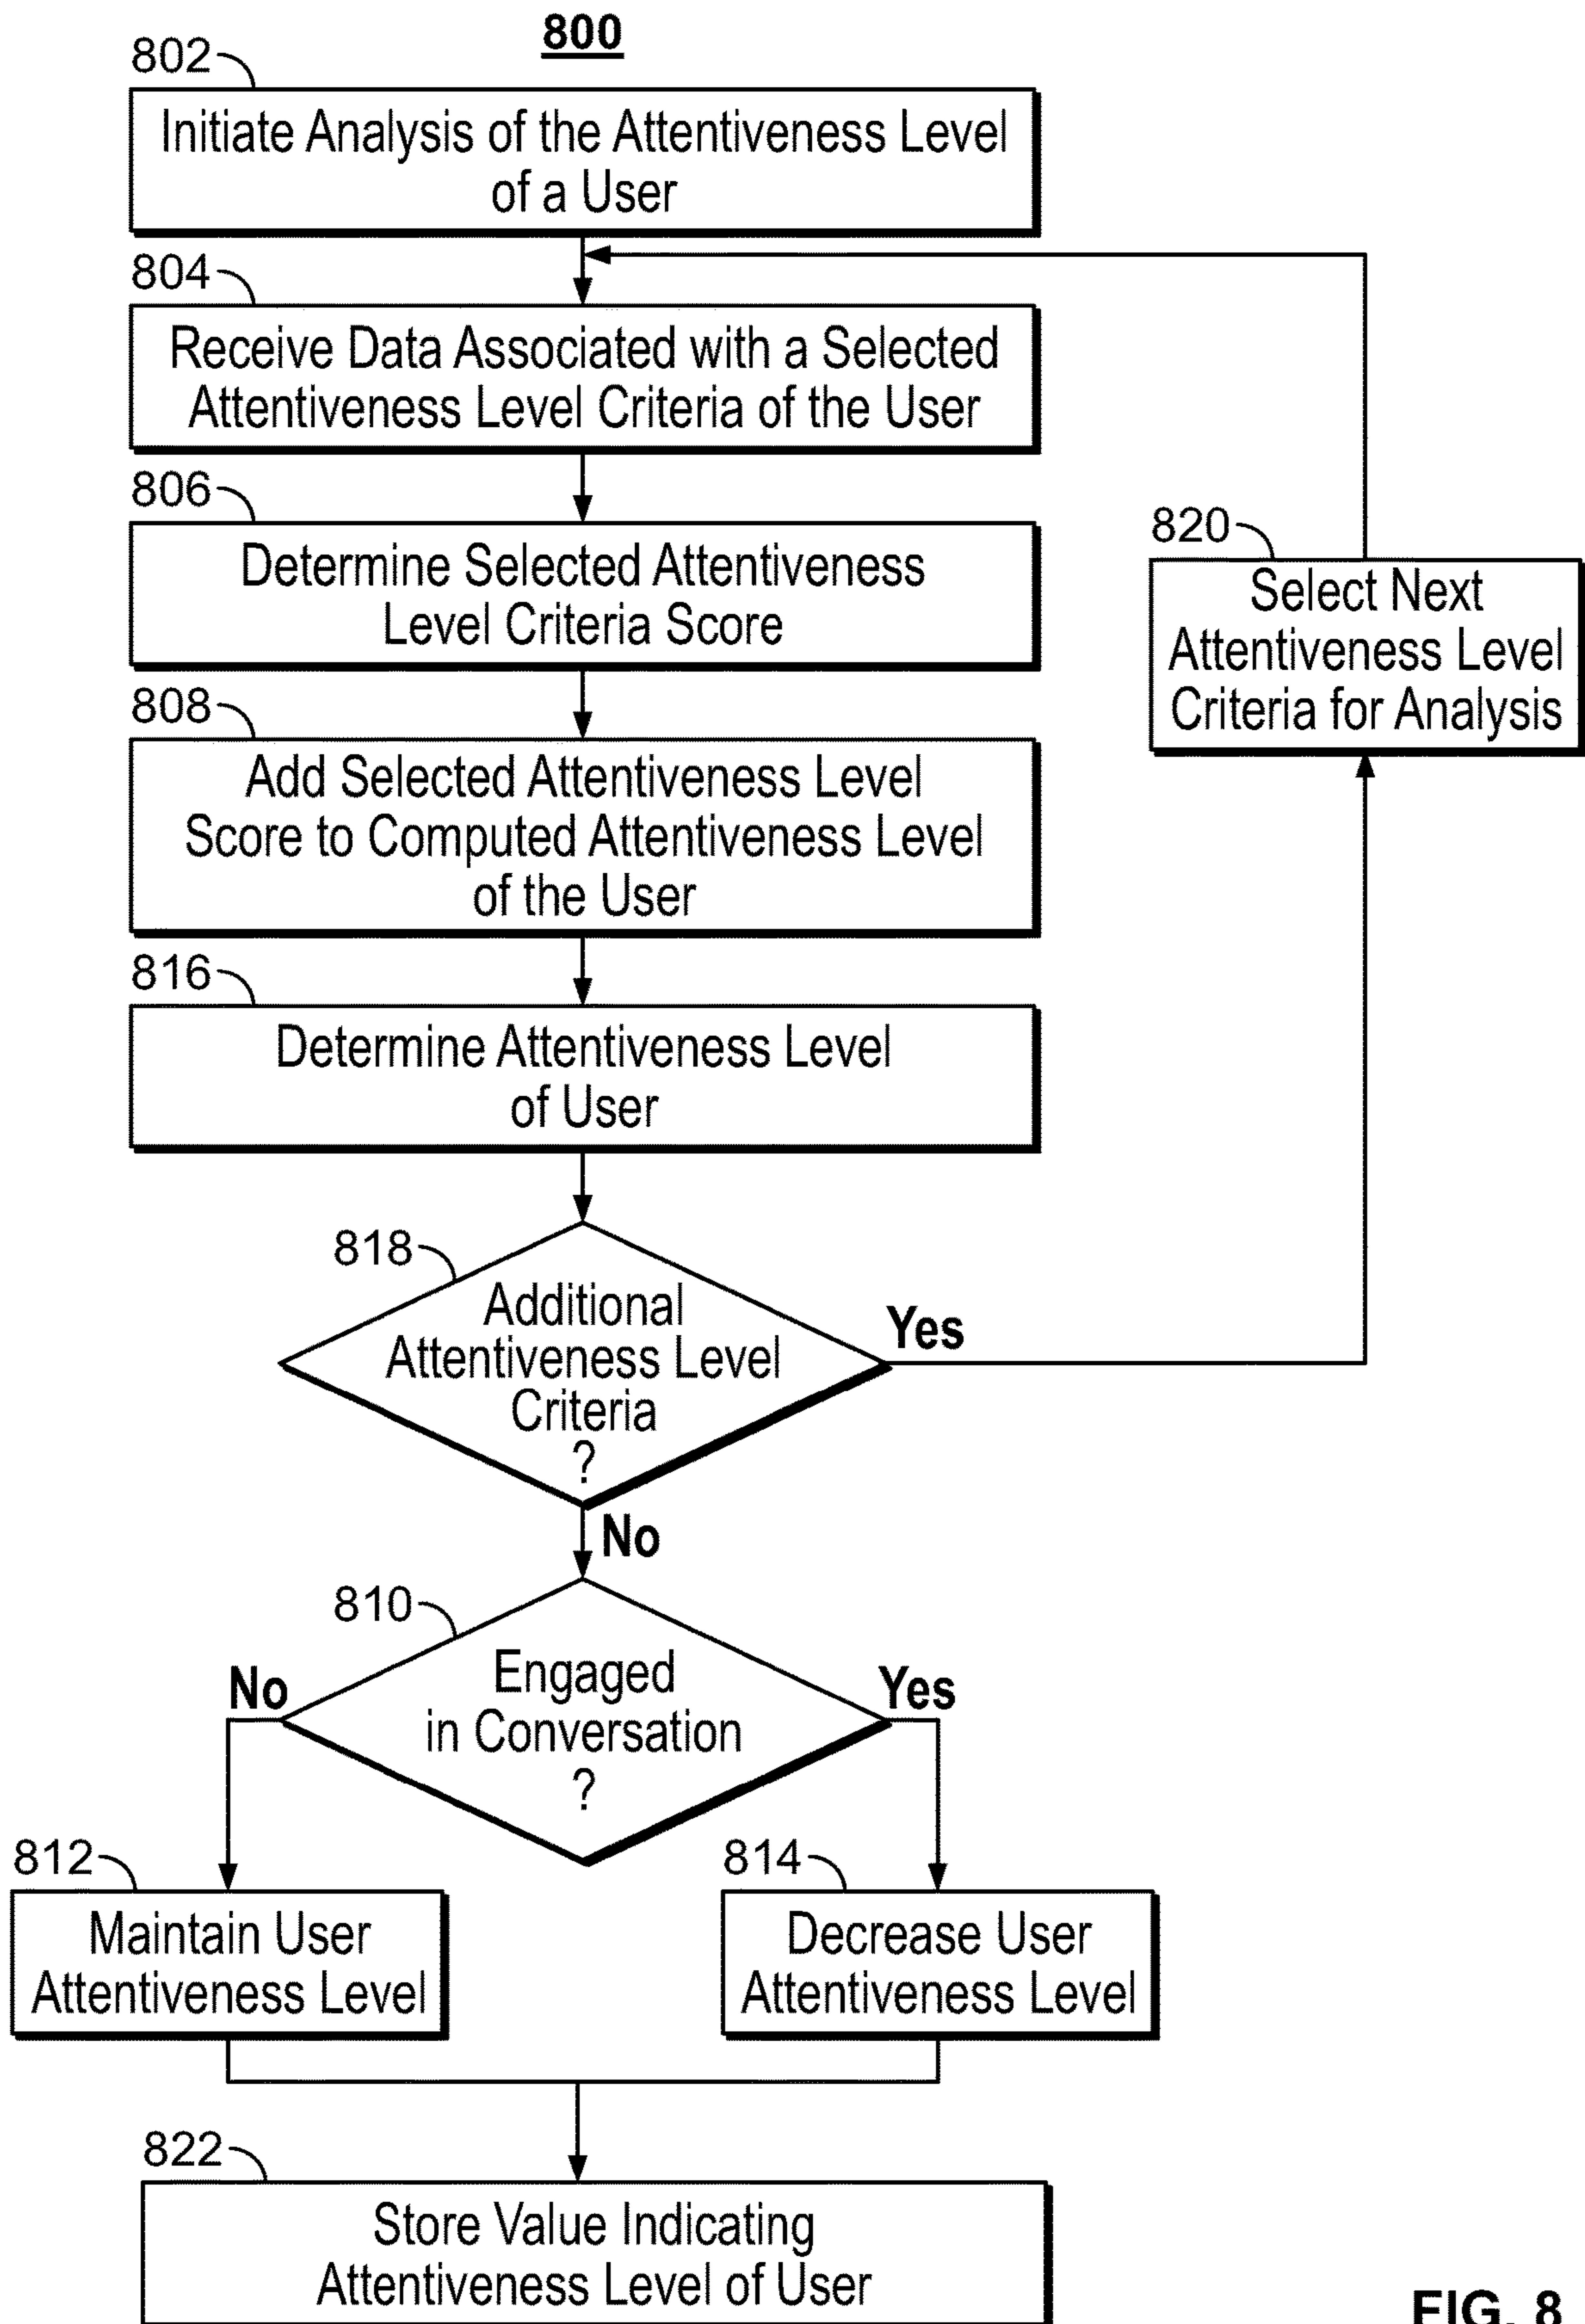 800
802
Initiate Analysis of the Attentiveness Level
of a User
804
Receive Data Associated with a Selected
Attentiveness Level Criteria of the User
806
Determine Selected Attentiveness
Level Criteria Score
820
Select Next
Attentiveness Level
Criteria for Analysis
808
Add Selected Attentiveness Level
Score to Computed Attentiveness Level
of the User
816
Determine Attentiveness Level
of User
818
Additional
Attentiveness Level
Criteria
?
Yes
No
810
Engaged
in Conversation
?
No
Yes
812
Maintain User
Attentiveness Level
814
Decrease User
Attentiveness Level
822
Store Value Indicating
Attentiveness Level of User
FIG. 8